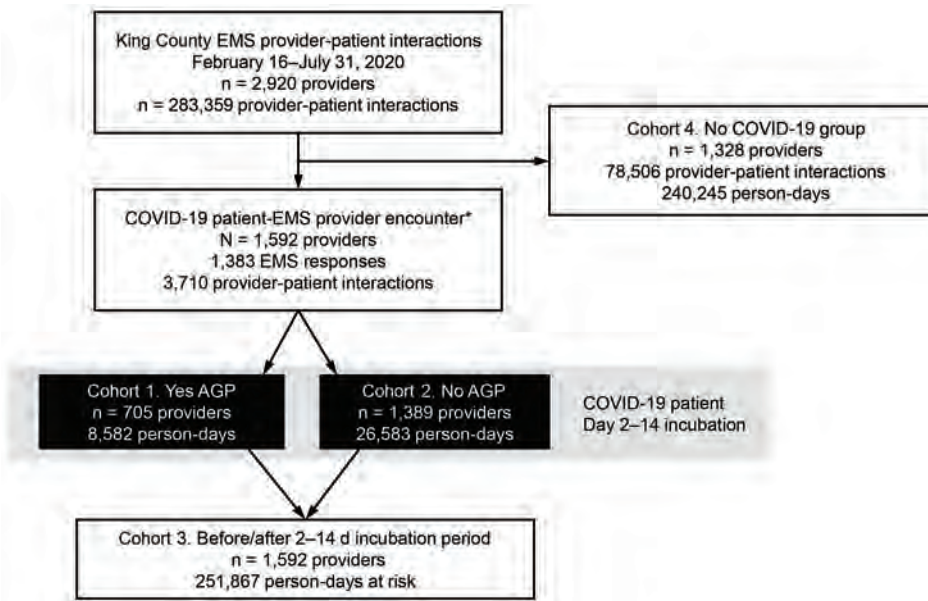 King County EMS provider-patient interactions
February 16–July 31, 2020
n = 2,920 providers
n = 283,359 provider-patient interactions
Cohort 4. No COVID-19 group
n = 1,328 providers
78,506 provider-patient interactions
240,245 person-days
COVID-19 patient-EMS provider encounter*
N = 1,592 providers
1,383 EMS responses
3,710 provider-patient interactions
Cohort 1. Yes AGP
n = 705 providers
8,582 person-days
Cohort 2. No AGP
n = 1,389 providers
26,583 person-days
COVID-19 patient
Day 2–14 incubation
Cohort 3. Before/after 2–14 d incubation period
n = 1,592 providers
251,867 person-days at risk